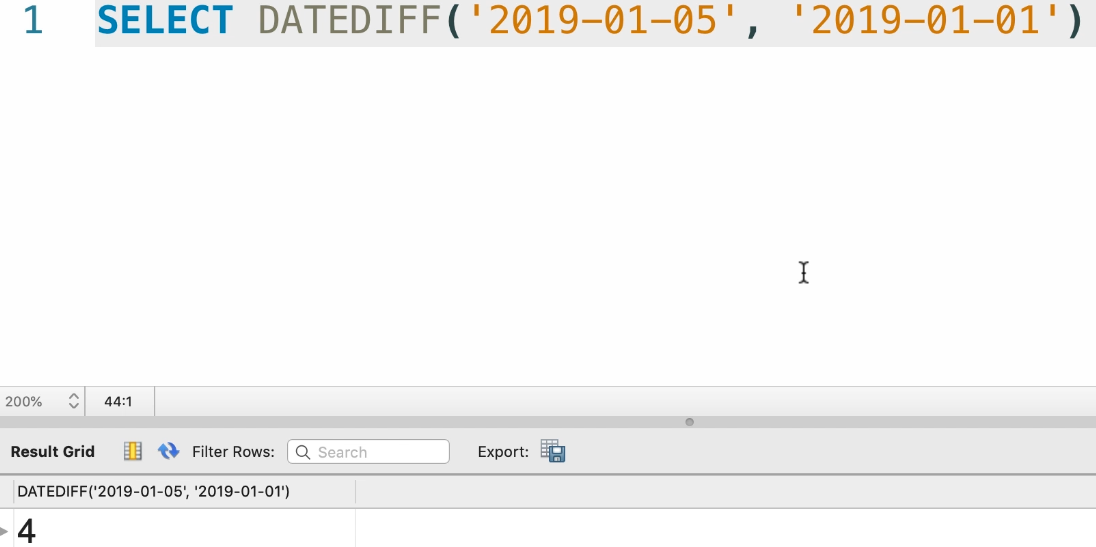 1 SELECT DATEDIFF('2019-01-05', '2019-01-01')
200% 44:1
Result Grid Filter Rows: Search Export:
DATEDIFF('2019-01-05', '2019-01-01')
4